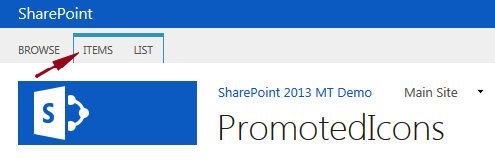 SharePoint
BROWSE ITEMS LIST
S
SharePoint 2013 MT Demo Main Site
PromotedIcons